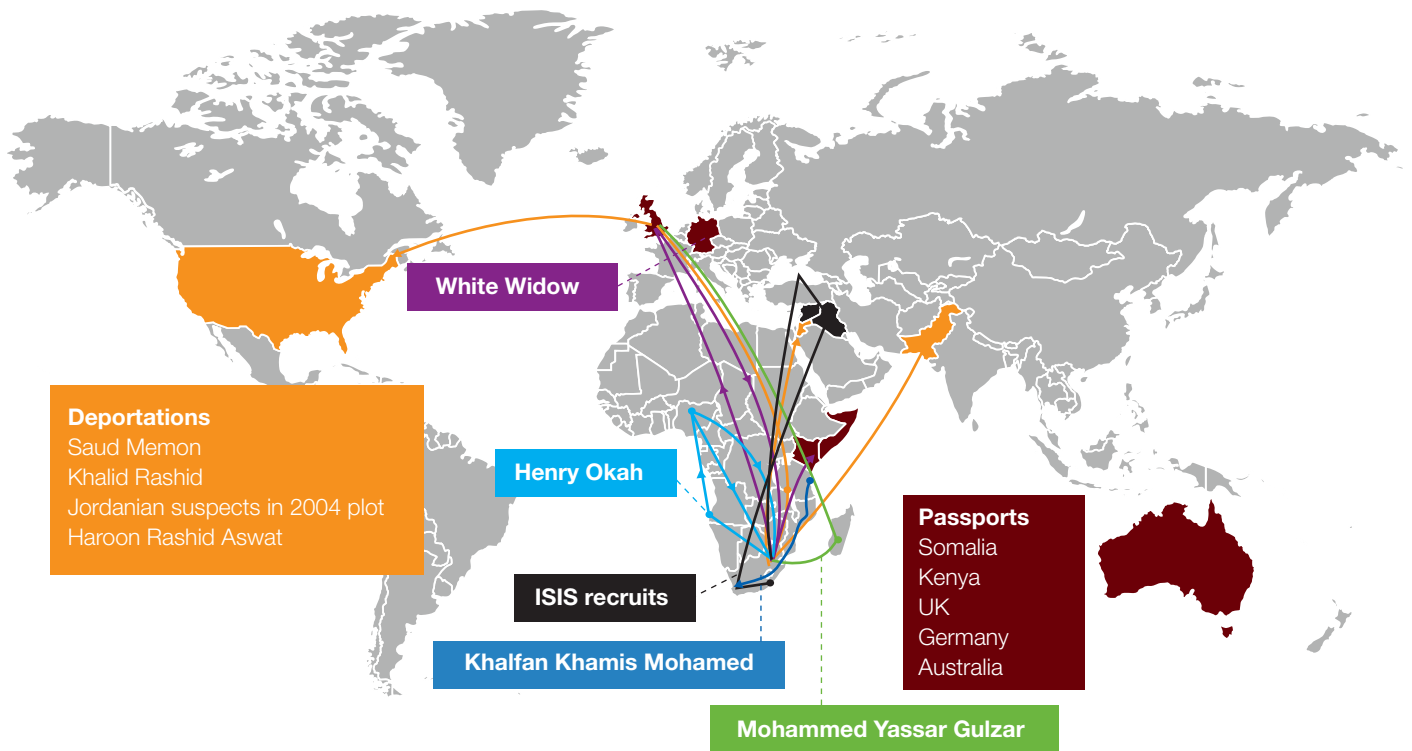 White Widow
Deportations
Saud Memon
Khalid Rashid
Jordanian suspects in 2004 plot
Haroon Rashid Aswat
Henry Okah
ISIS recruits
Khalfan Khamis Mohamed
Mohammed Yassar Gulzar
Passports
Somalia
Kenya
UK
Germany
Australia